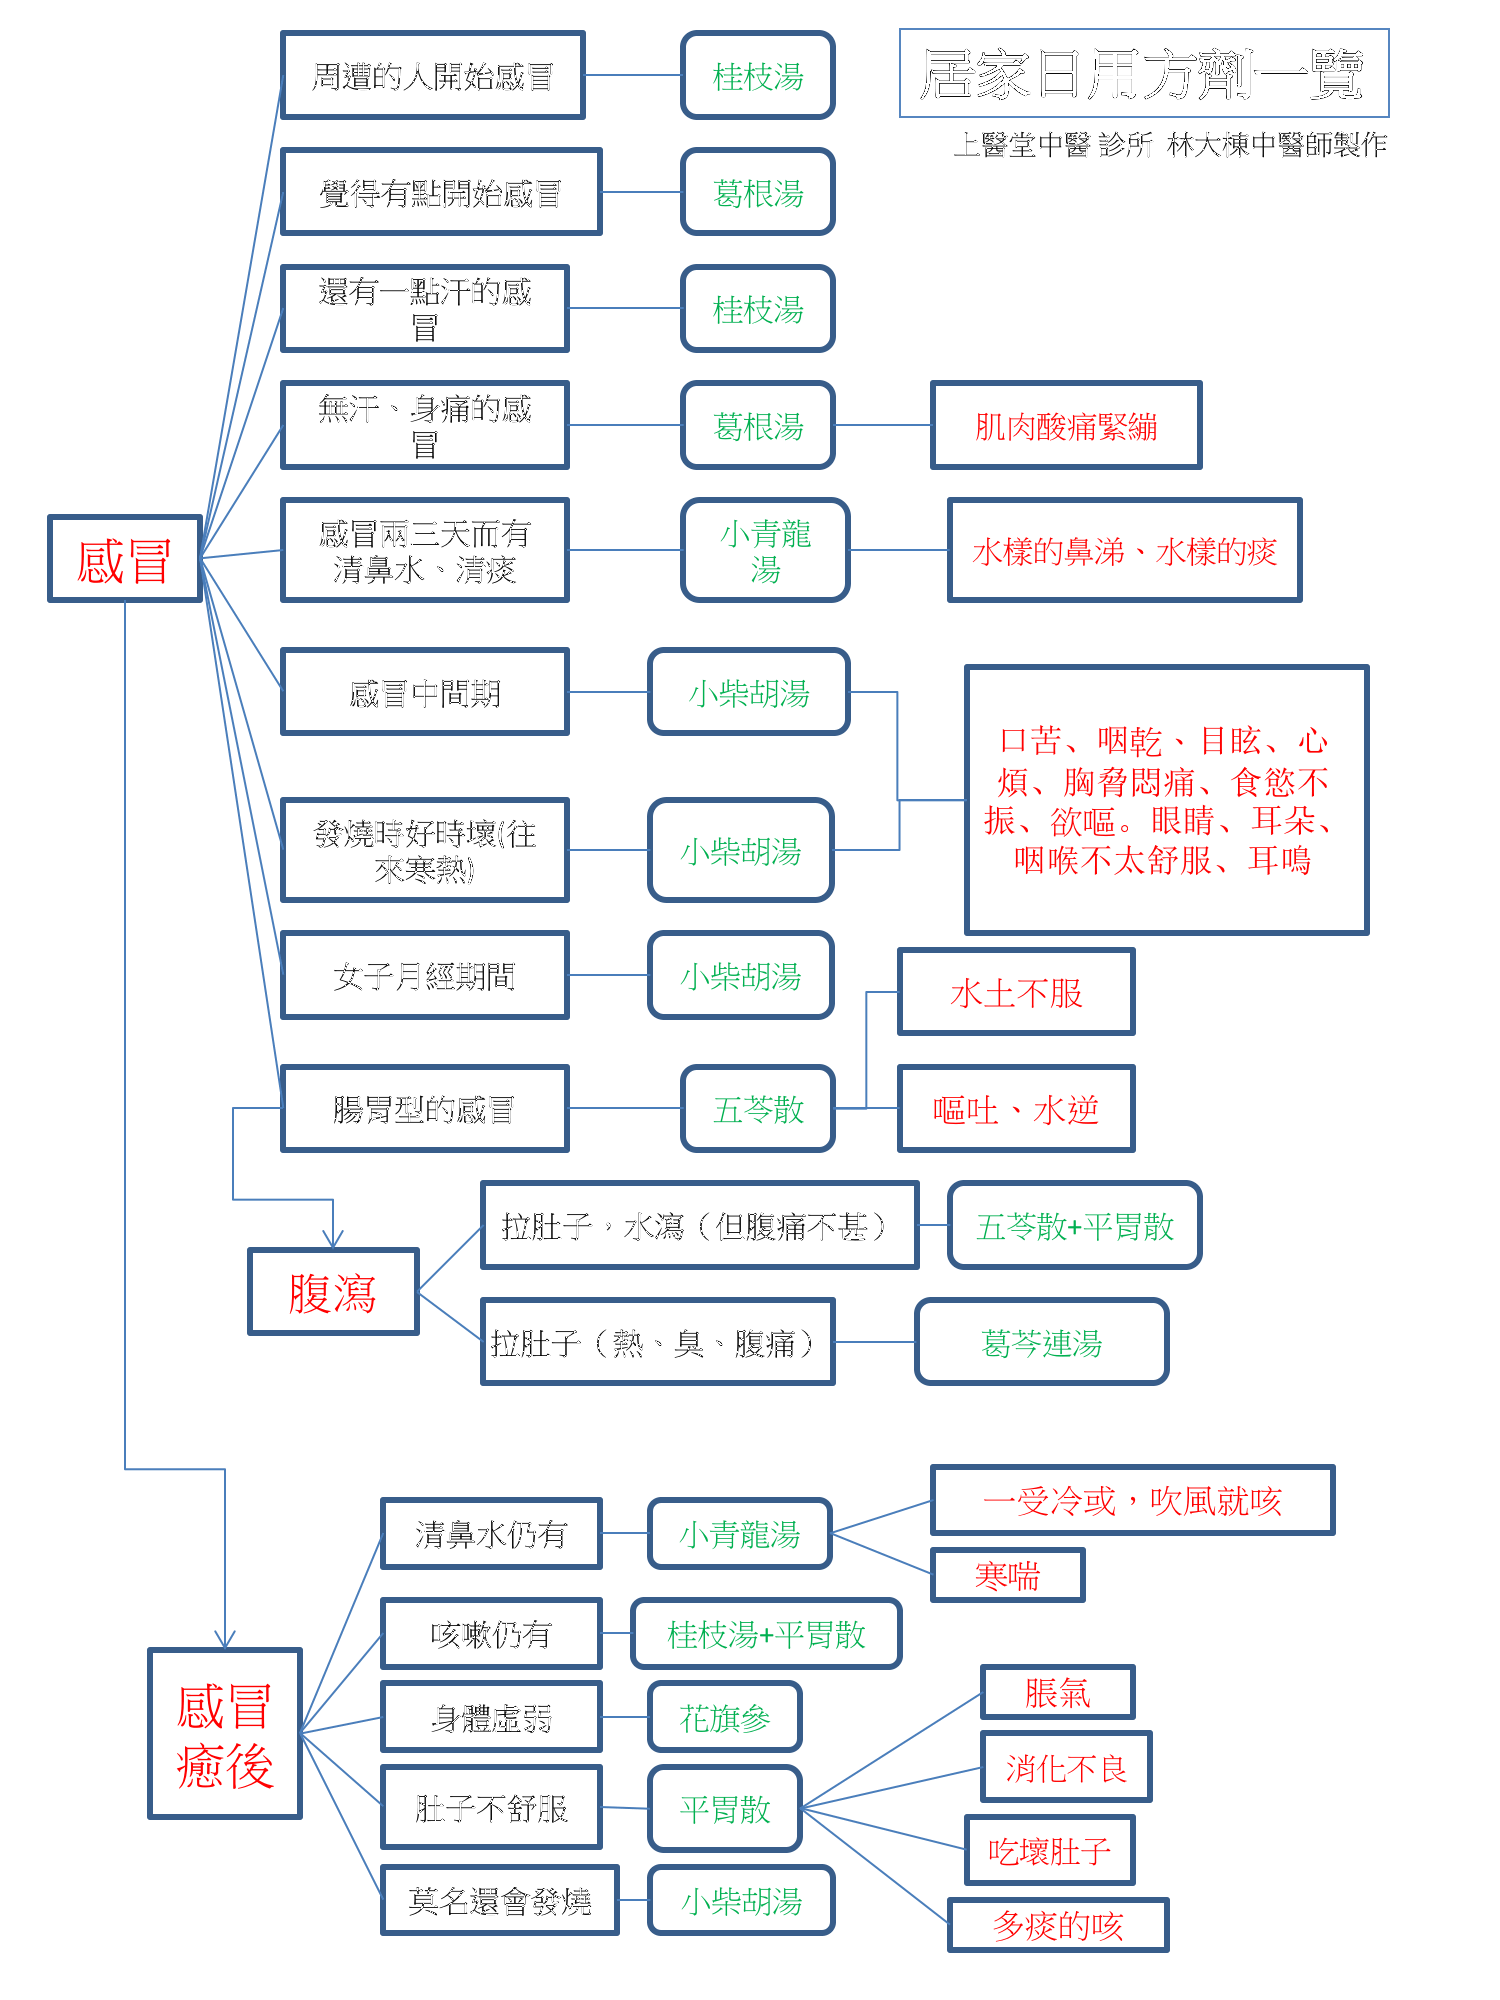 居家日用方劑一覽
上醫堂中醫 診所 林大棟中醫師製作
感冒
周遭的人開始感冒
桂枝湯
覺得有點開始感冒
葛根湯
還有一點汗的感
冒
桂枝湯
無汗、身痛的感
冒
葛根湯
肌肉酸痛緊繃
感冒兩三天而有
清鼻水、清痰
小青龍
湯
水樣的鼻涕、水樣的痰
感冒中間期
小柴胡湯
口苦、咽乾、目眩、心
煩、胸脅悶痛、食慾不
振、欲嘔。眼睛、耳朵、
咽喉不太舒服、耳鳴
發燒時好時壞(往
來寒熱)
小柴胡湯
女子月經期間
小柴胡湯
腸胃型的感冒
五苓散
水土不服
嘔吐、水逆
腹瀉
拉肚子，水瀉（但腹痛不甚）
五苓散+平胃散
拉肚子（熱、臭、腹痛）
葛芩連湯
感冒
癒後
清鼻水仍有
小青龍湯
一受冷或，吹風就咳
寒喘
咳嗽仍有
桂枝湯+平胃散
身體虛弱
花旗參
肚子不舒服
平胃散
脹氣
消化不良
吃壞肚子
多痰的咳
莫名還會發燒
小柴胡湯